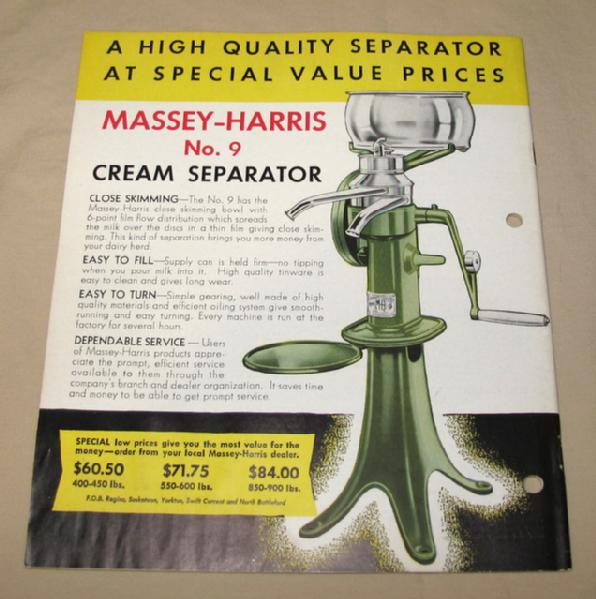 A HIGH QUALITY SEPARATOR
AT SPECIAL VALUE PRICES
MASSEY-HARRIS
No. 9
CREAM SEPARATOR
CLOSE SKIMMING—The No. 9 has the
Massey-Harris close skimming bowl with
6-point film flow distribution which spreads
the milk over the discs in a thin film giving close skim-
ming. This kind of separation brings you more money from
your dairy herd.
EASY TO FILL—Supply can is held firm—no tipping
when you pour milk into it. High quality tinware is
easy to clean and gives long wear.
EASY TO TURN—Simple gearing, well made of high
quality materials and efficient oiling system give smooth-
running and easy turning. Every machine is run at the
factory for several hours.
DEPENDABLE SERVICE — Users
of Massey-Harris products appre-
ciate the prompt, efficient service
available to them through the
company's branch and dealer organization. It saves time
and money to be able to get prompt service.
SPECIAL low prices give you the most value for the
money—order from your local Massey-Harris dealer.
$60.50 $71.75 $84.00
400-450 lbs. 550-600 lbs. 850-900 lbs.
F.O.B. Regina, Saskatoon, Yorkton, Swift Current and North Battleford